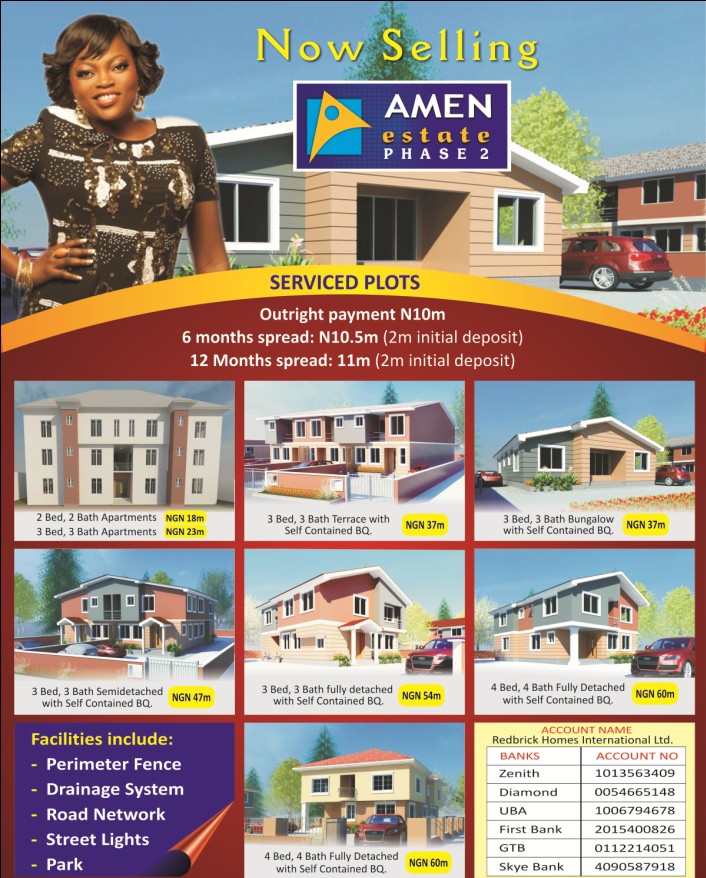 Now Selling
AMEN
estate
PHASE 2
SERVICED PLOTS
Outright payment N10m
6 months spread: N10.5m (2m initial deposit)
12 Months spread: 11m (2m initial deposit)
2 Bed, 2 Bath Apartments NGN 18m
3 Bed, 3 Bath Apartments NGN 23m
3 Bed, 3 Bath Terrace with
Self Contained BQ.
NGN 37m
3 Bed, 3 Bath Bungalow
with Self Contained BQ.
NGN 37m
3 Bed, 3 Bath Semidetached
with Self Contained BQ.
NGN 47m
3 Bed, 3 Bath fully detached
with Self Contained BQ.
NGN 54m
4 Bed, 4 Bath Fully Detached
with Self Contained BQ.
NGN 60m
Facilities include:
- Perimeter Fence
- Drainage System
- Road Network
- Street Lights
- Park
4 Bed, 4 Bath Fully Detached
with Self Contained BQ.
NGN 60m
ACCOUNT NAME
Redbrick Homes International Ltd.
BANKS ACCOUNT NO
Zenith 1013563409
Diamond 0054665148
UBA 1006794678
First Bank 2015400826
GTB 0112214051
Skye Bank 4090587918